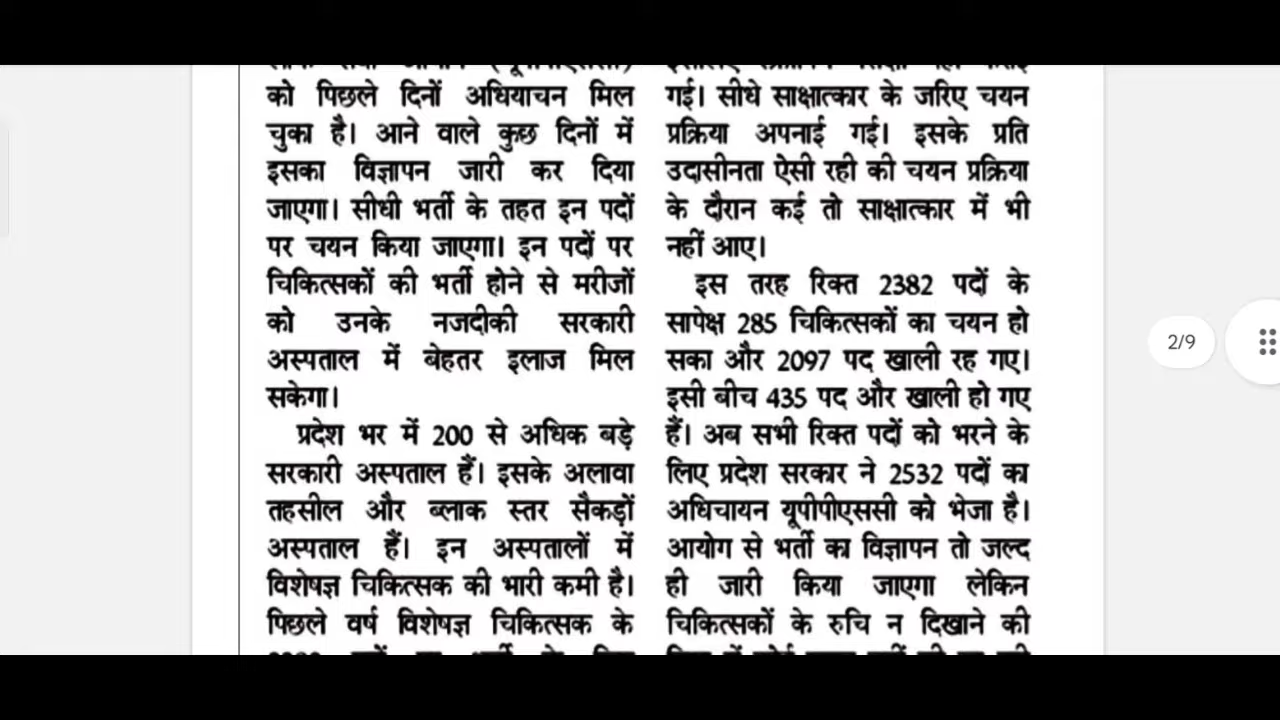 को पिछले दिनों अधियाचन मिल
चुका है। आने वाले कुछ दिनों में
इसका विज्ञापन जारी कर दिया
जाएगा। सीधी भर्ती के तहत इन पदों
पर चयन किया जाएगा। इन पदों पर
चिकित्सकों की भर्ती होने से मरीजों
को उनके नजदीकी सरकारी
अस्पताल में बेहतर इलाज मिल
सकेगा।
प्रदेश भर में 200 से अधिक बड़े
सरकारी अस्पताल हैं। इसके अलावा
तहसील और ब्लाक स्तर सैकड़ों
अस्पताल हैं। इन अस्पतालों में
विशेषज्ञ चिकित्सक की भारी कमी है।
पिछले वर्ष विशेषज्ञ चिकित्सक के
गई। सीधे साक्षात्कार के जरिए चयन
प्रक्रिया अपनाई गई। इसके प्रति
उदासीनता ऐसी रही की चयन प्रक्रिया
के दौरान कई तो साक्षात्कार में भी
नहीं आए।
इस तरह रिक्त 2382 पदों के
सापेक्ष 285 चिकित्सकों का चयन हो
सका और 2097 पद खाली रह गए।
इसी बीच 435 पद और खाली हो गए
हैं। अब सभी रिक्त पदों को भरने के
लिए प्रदेश सरकार ने 2532 पदों का
अधिचायन यूपीपीएससी को भेजा है।
आयोग से भर्ती का विज्ञापन तो जल्द
ही जारी किया जाएगा लेकिन
चिकित्सकों के रुचि न दिखाने की
2/9